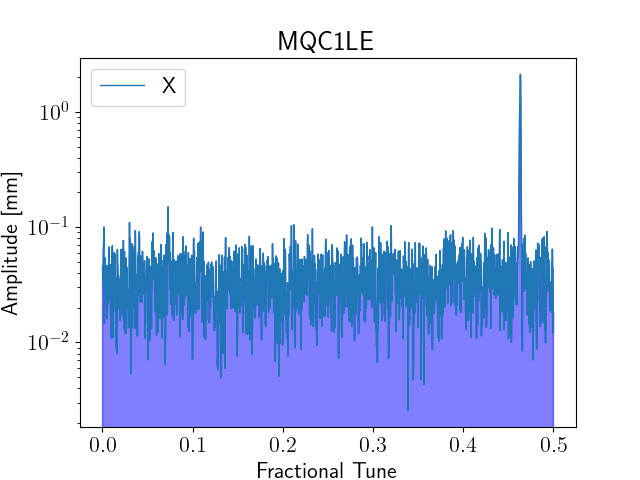 MQC1LE
X
Amplitude [mm]
10^0
10^-1
10^-2
0.0 0.1 0.2 0.3 0.4 0.5
Fractional Tune